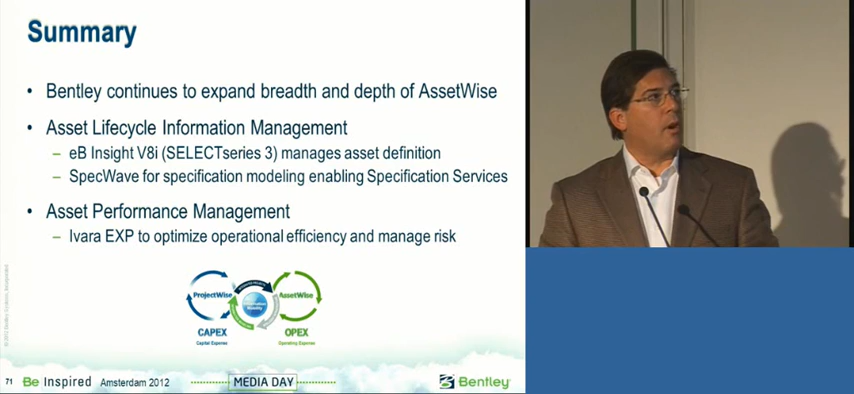 Summary
• Bentley continues to expand breadth and depth of AssetWise
• Asset Lifecycle Information Management
– eB Insight V8i (SELECTseries 3) manages asset definition
– SpecWave for specification modeling enabling Specification Services
• Asset Performance Management
– Ivara EXP to optimize operational efficiency and manage risk
ProjectWise
AssetWise
CAPEX
Capital Expense
OPEX
Operating Expense
71 Be Inspired Amsterdam 2012
MEDIA DAY
Bentley